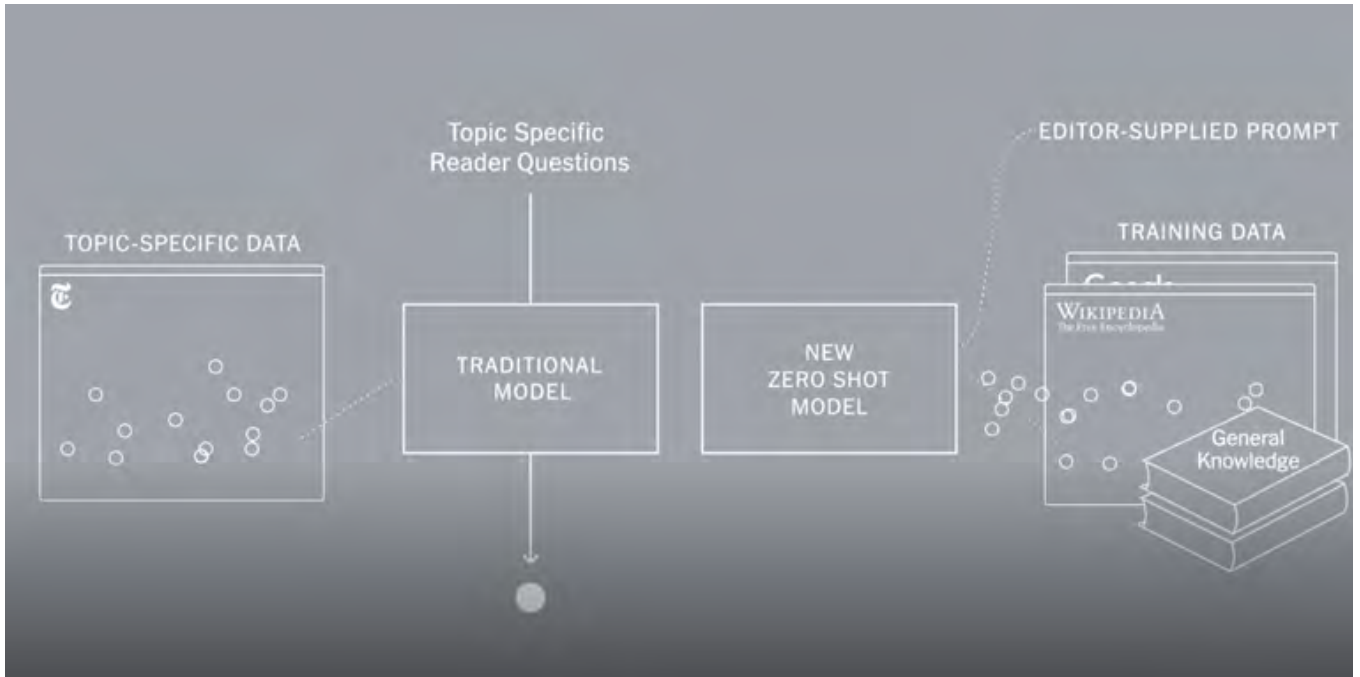 Topic Specific
Reader Questions
EDITOR-SUPPLIED PROMPT
TOPIC-SPECIFIC DATA
TRAINING DATA
T
Google
WIKIPEDIA
The Free Encyclopedia
TRADITIONAL
MODEL
NEW
ZERO SHOT
MODEL
General
Knowledge